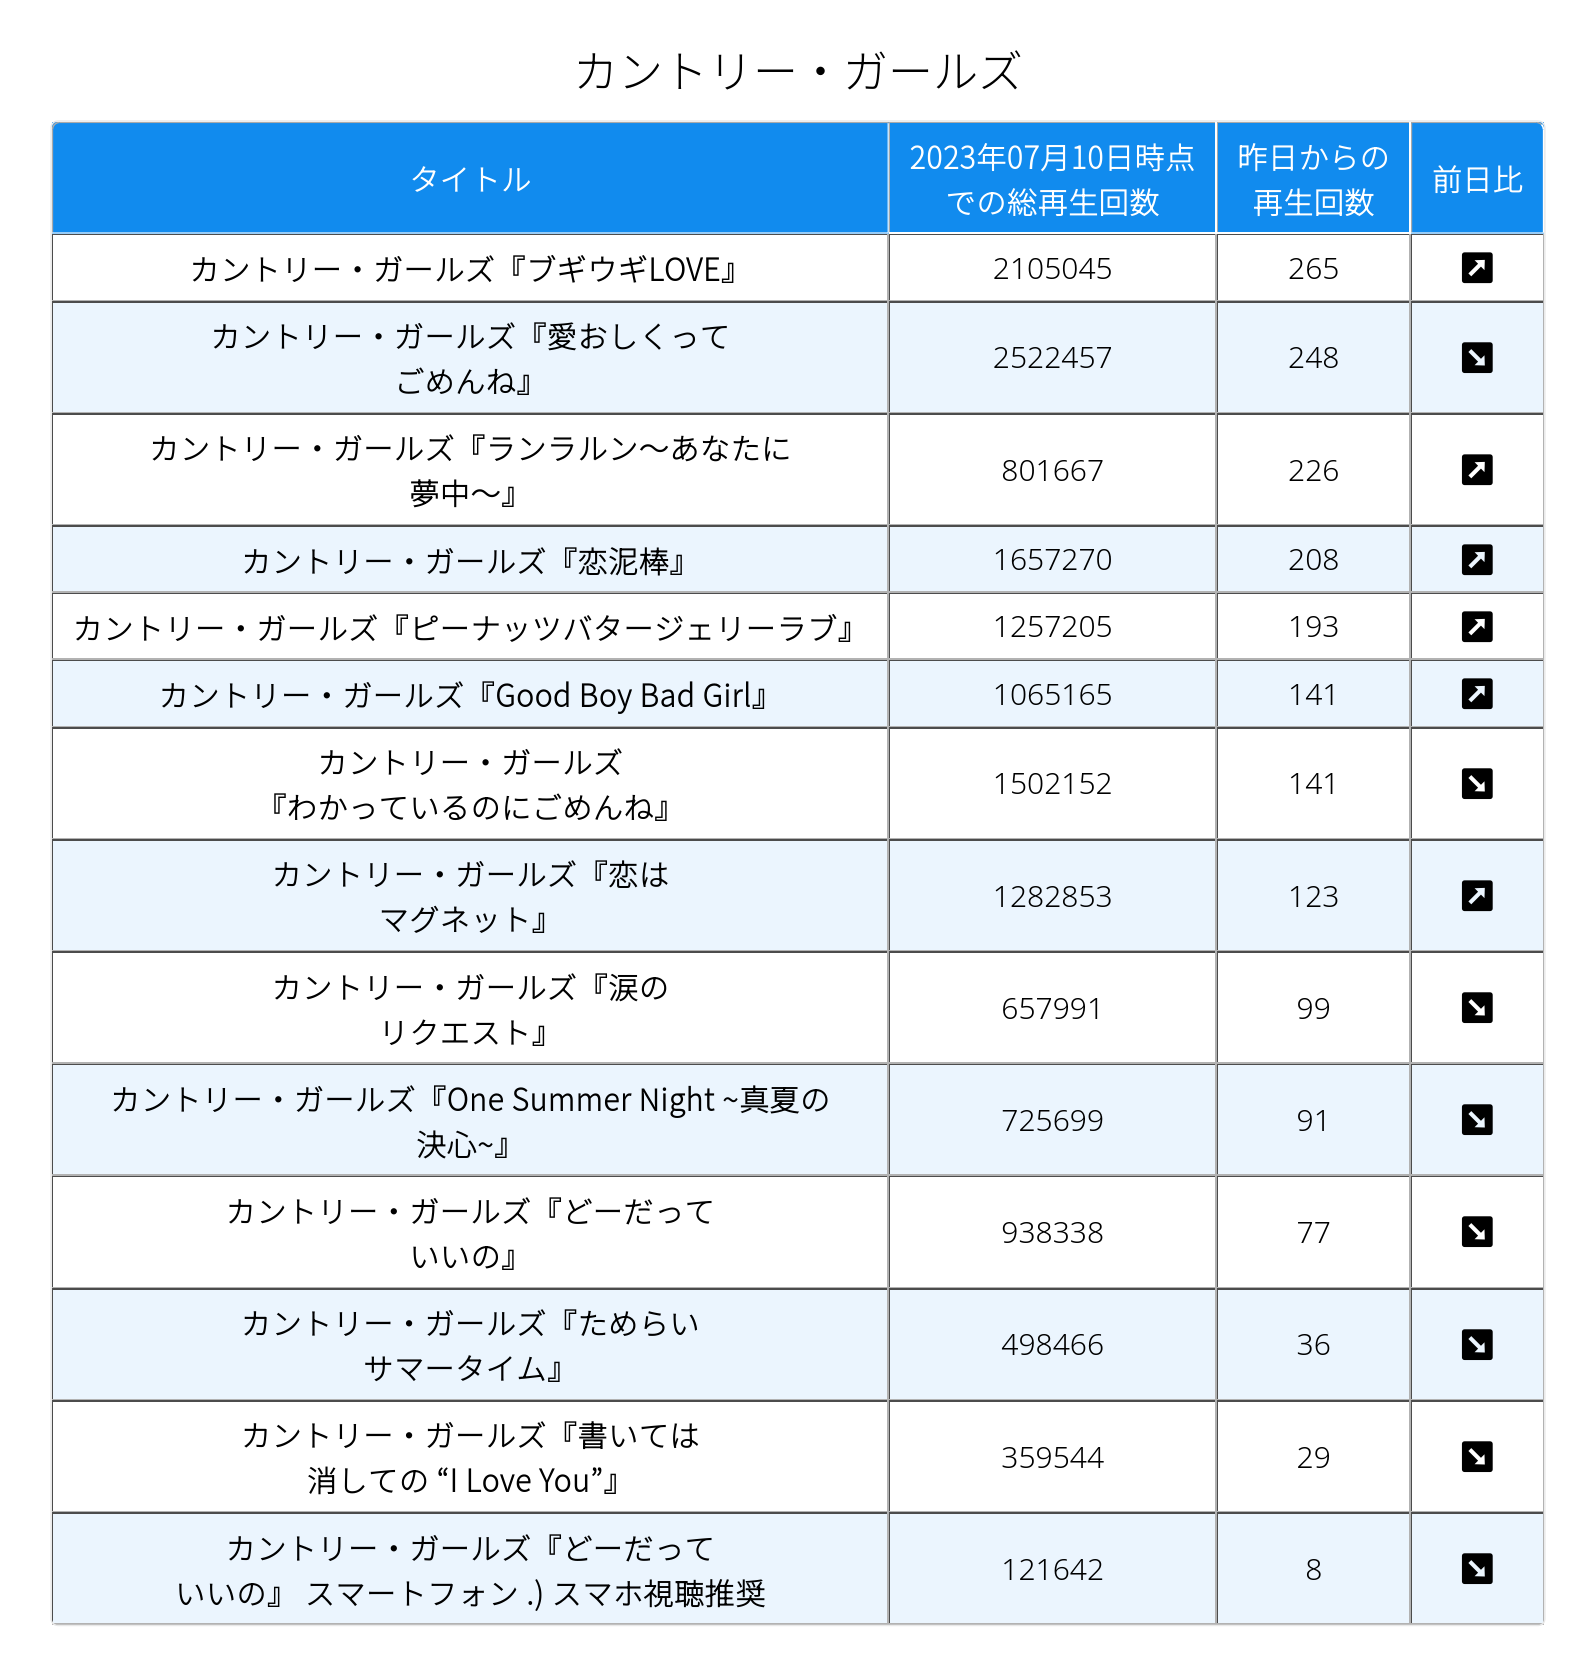 カントリー・ガールズ
タイトル
2023年07月10日時点
での総再生回数
昨日からの
再生回数
前日比
カントリー・ガールズ『ブギウギLOVE』
2105045
265
カントリー・ガールズ『愛おしくって
ごめんね』
2522457
248
カントリー・ガールズ『ランラルン～あなたに
夢中～』
801667
226
カントリー・ガールズ『恋泥棒』
1657270
208
カントリー・ガールズ『ピーナッツバタージェリーラブ』
1257205
193
カントリー・ガールズ『Good Boy Bad Girl』
1065165
141
カントリー・ガールズ
『わかっているのにごめんね』
1502152
141
カントリー・ガールズ『恋は
マグネット』
1282853
123
カントリー・ガールズ『涙の
リクエスト』
657991
99
カントリー・ガールズ『One Summer Night ~真夏の
決心~』
725699
91
カントリー・ガールズ『どーだって
いいの』
938338
77
カントリー・ガールズ『ためらい
サマータイム』
498466
36
カントリー・ガールズ『書いては
消しての “I Love You”』
359544
29
カントリー・ガールズ『どーだって
いいの』 スマートフォン .) スマホ視聴推奨
121642
8